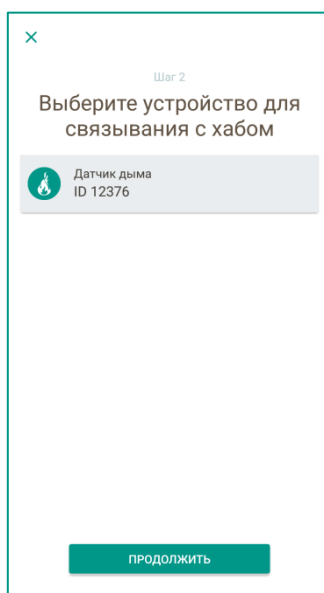 Шаг 2
Выберите устройство для
связывания с хабом
Датчик дыма
ID 12376
ПРОДОЛЖИТЬ